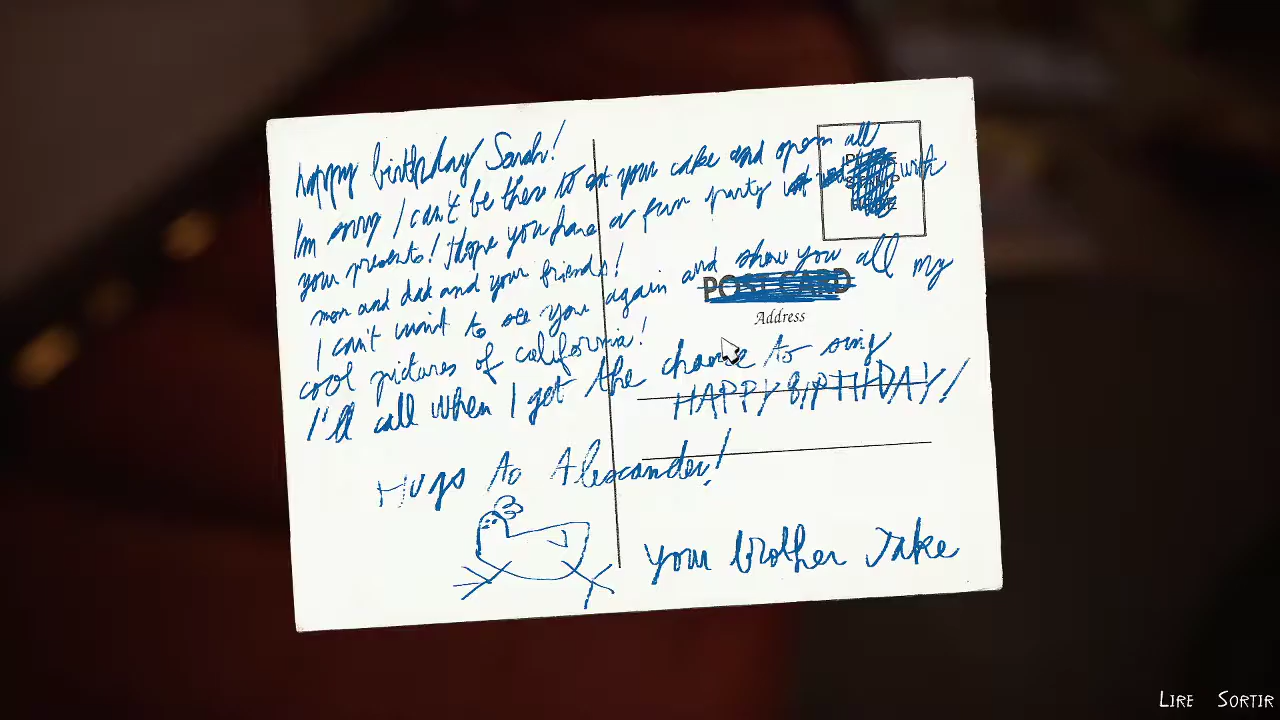 happy birthday Sarah!
I'm sorry I can't be there to eat your cake and open all
your presents! Hope you have a fun party with
mom and dad and your friends!
I can't wait to see you again and show you all my
cool pictures of california!
I'll call when I get the chance to sing
HAPPY BIRTHDAY!
Hugs to Alexander!
your brother Jake
POST CARD
Address
LIRE SORTIR